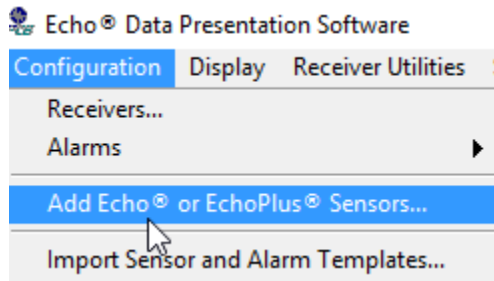 Echo® Data Presentation Software
Configuration Display Receiver Utilities
Receivers...
Alarms
Add Echo® or EchoPlus® Sensors...
Import Sensor and Alarm Templates...